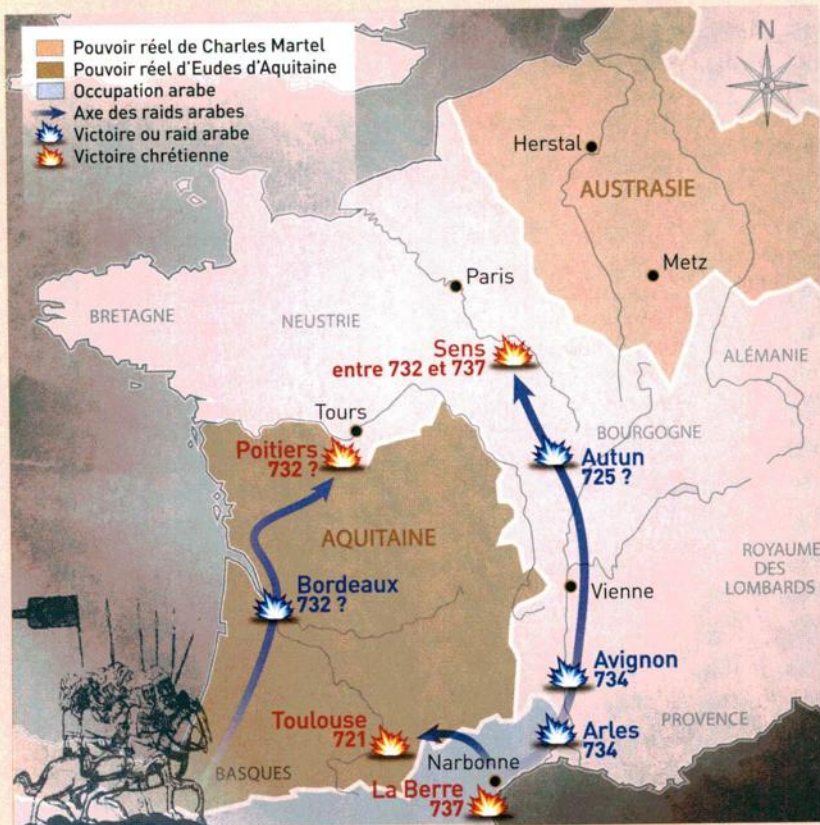 Pouvoir réel de Charles Martel
Pouvoir réel d'Eudes d'Aquitaine
Occupation arabe
Axe des raids arabes
Victoire ou raid arabe
Victoire chrétienne
N
Herstal
AUSTRASIE
Metz
Paris
BRETAGNE
NEUSTRIE
Sens
entre 732 et 737
ALÉMANIE
Tours
BOURGOGNE
Poitiers
732 ?
Autun
725 ?
AQUITAINE
ROYAUME
DES
LOMBARDS
Vienne
Bordeaux
732 ?
Avignon
734
Toulouse
721
PROVENCE
Arles
734
Narbonne
BASQUES
La Berre
737